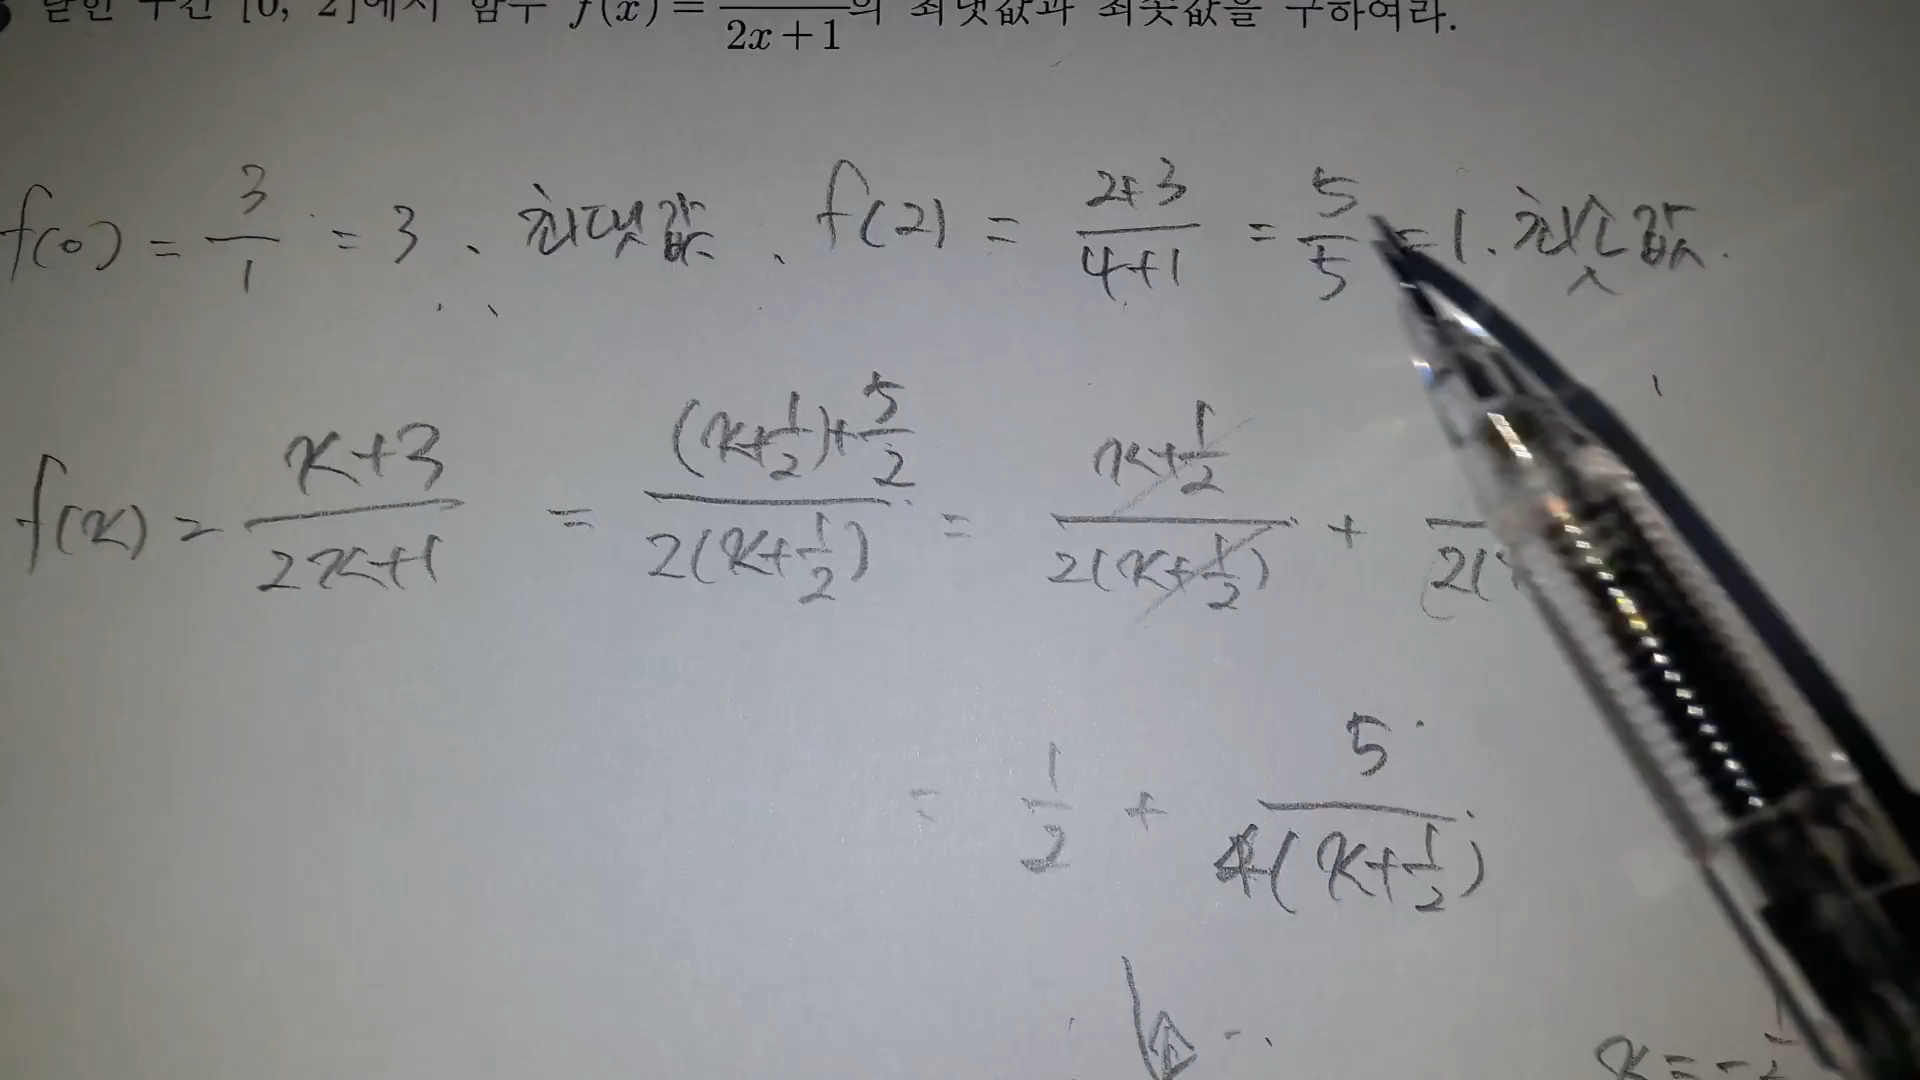 닫힌 구간 [0, 2]에서 함수 f(x) = /(2x+1) 의 최댓값과 최솟값을 구하여라.
f(0) = 3/1 = 3, 최댓값, f(2) = (2+3)/(4+1) = 5/5 = 1. 최솟값.
f(x) = (x+3)/(2x+1) = ((x+1/2)+5/2)/(2(x+1/2)) = (x+1/2)/(2(x+1/2)) + /(2(
= 1/2 + 5/(4(x+1/2))
x = -